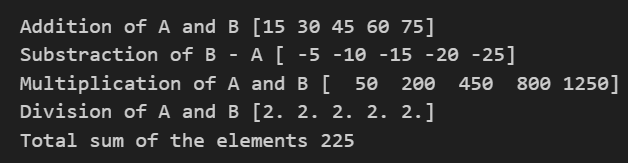 Addition of A and B [15 30 45 60 75]
Substraction of B - A [ -5 -10 -15 -20 -25]
Multiplication of A and B [  50  200  450  800 1250]
Division of A and B [2. 2. 2. 2. 2.]
Total sum of the elements 225